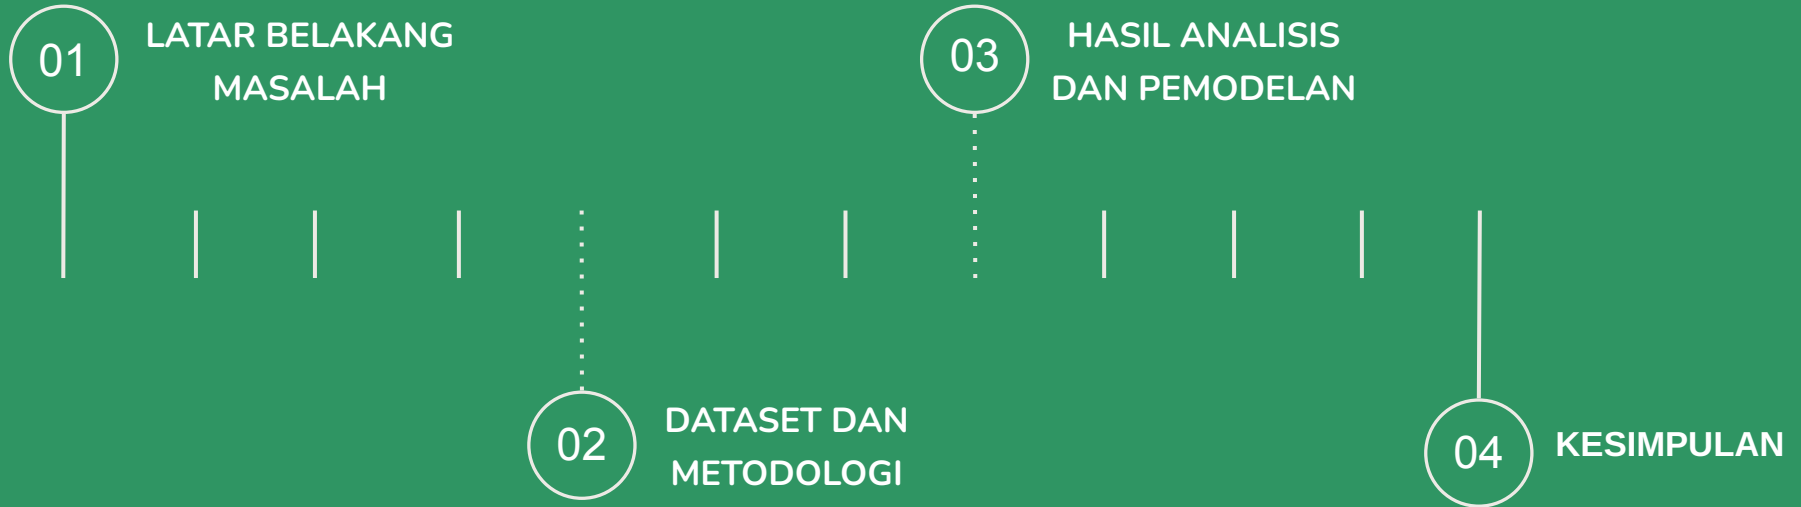 01
LATAR BELAKANG
MASALAH
02
DATASET DAN
METODOLOGI
03
HASIL ANALISIS
DAN PEMODELAN
04
KESIMPULAN